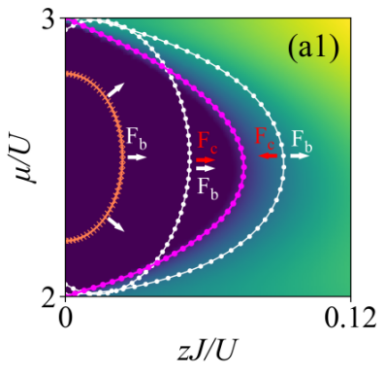 3
(a1)
μ/U
F_b
F_c
F_b
F_c
F_b
2
0
0.12
zJ/U